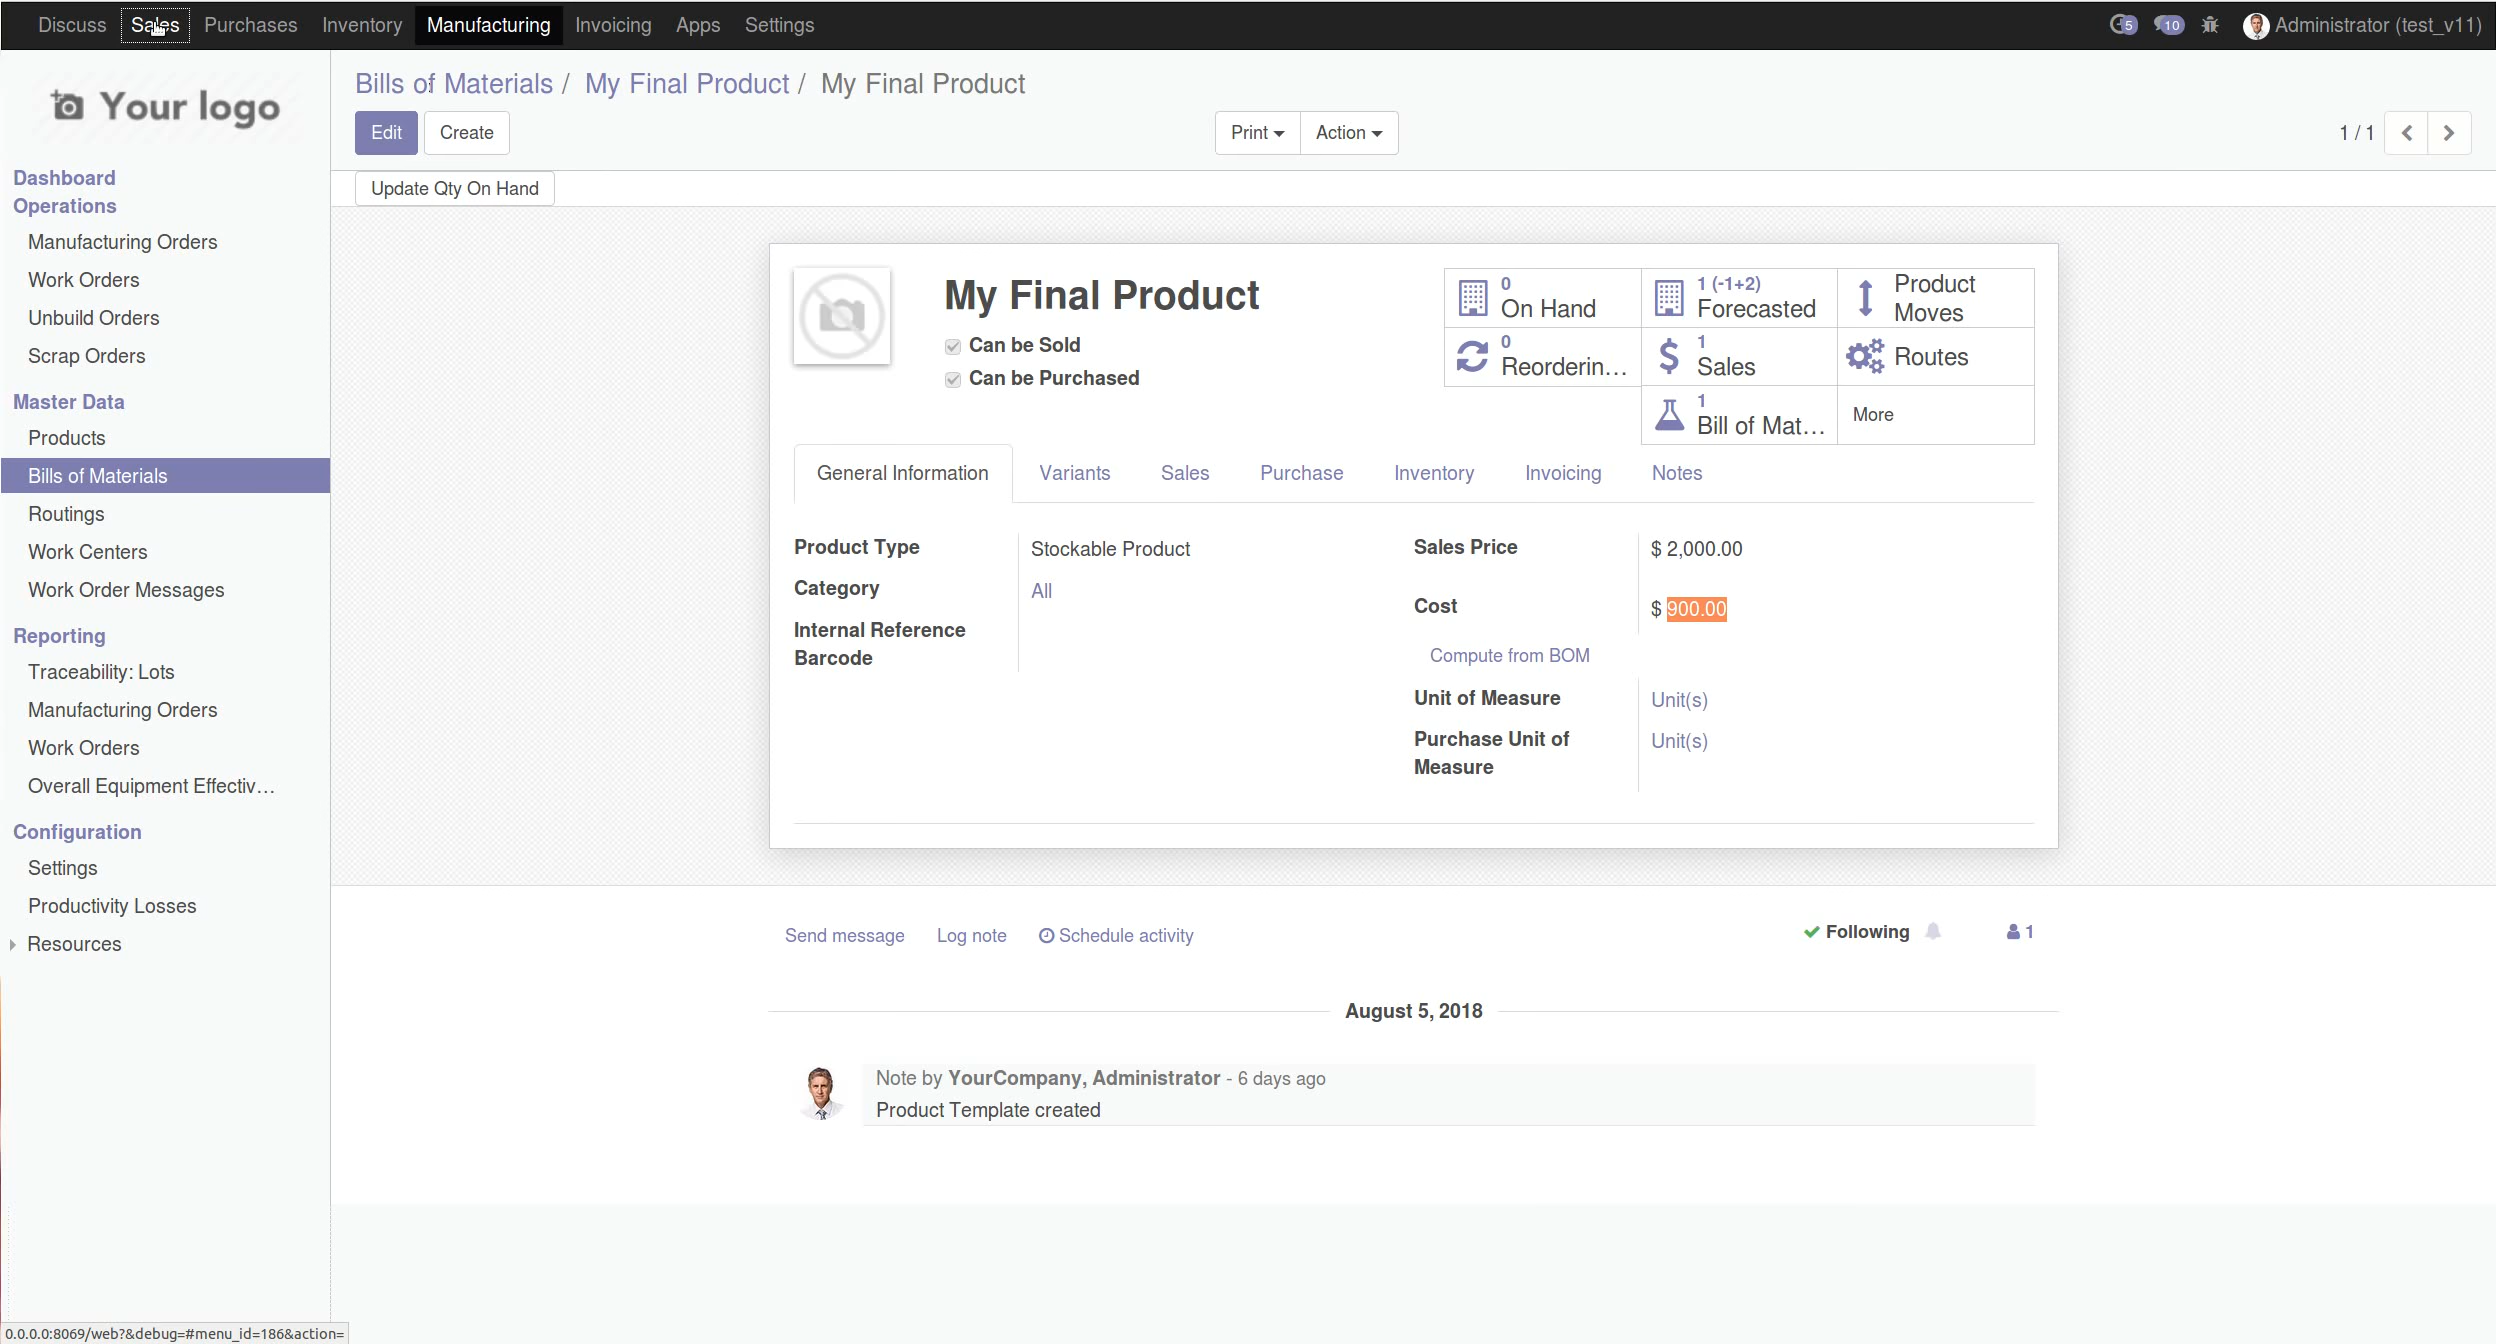 Discuss Sales Purchases Inventory Manufacturing Invoicing Apps Settings 5 10 Administrator (test_v11)
Your logo
Bills of Materials / My Final Product / My Final Product
Edit Create Print Action 1 / 1
Update Qty On Hand
Dashboard
Operations
Manufacturing Orders
Work Orders
Unbuild Orders
Scrap Orders
Master Data
Products
Bills of Materials
Routings
Work Centers
Work Order Messages
Reporting
Traceability: Lots
Manufacturing Orders
Work Orders
Overall Equipment Effectiv...
Configuration
Settings
Productivity Losses
Resources
My Final Product
Can be Sold
Can be Purchased
0
On Hand
1 (-1+2)
Forecasted
Product
Moves
0
Reorderin...
1
Sales
Routes
1
Bill of Mat...
More
General Information Variants Sales Purchase Inventory Invoicing Notes
Product Type Stockable Product
Category All
Internal Reference
Barcode
Sales Price $ 2,000.00
Cost $ 900.00
Compute from BOM
Unit of Measure Unit(s)
Purchase Unit of Unit(s)
Measure
Send message Log note Schedule activity Following 1
August 5, 2018
Note by YourCompany, Administrator - 6 days ago
Product Template created
0.0.0.0:8069/web?&debug=#menu_id=186&action=